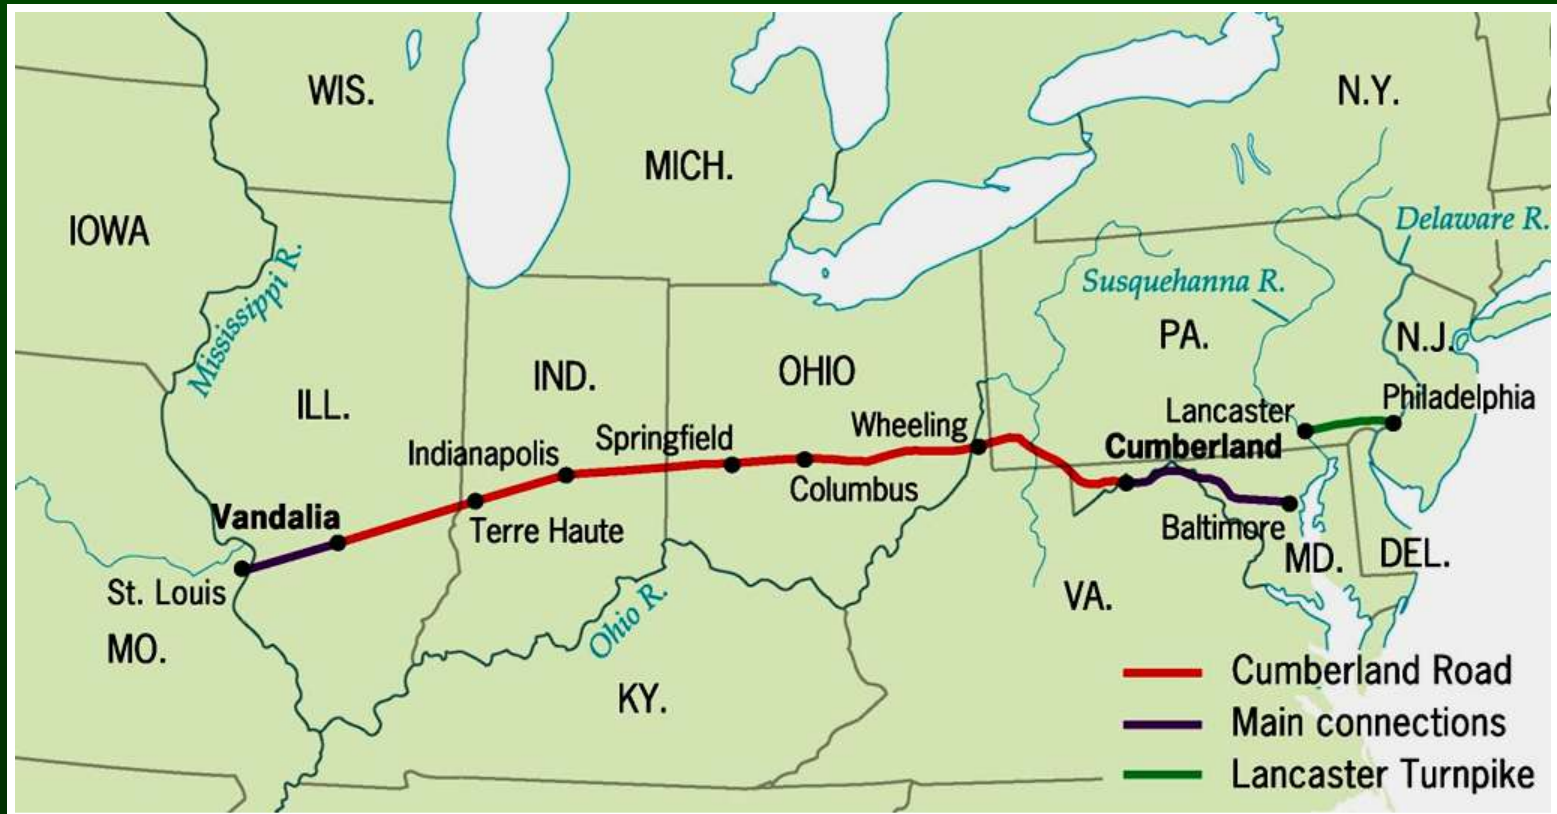 WIS.
N.Y.
MICH.
IOWA
Delaware R.
Mississippi R.
Susquehanna R.
PA.
N.J.
IND.
OHIO
ILL.
Philadelphia
Lancaster
Wheeling
Cumberland
Springfield
Indianapolis
Columbus
Vandalia
Terre Haute
Baltimore
MD.
DEL.
St. Louis
VA.
Ohio R.
MO.
KY.
Cumberland Road
Main connections
Lancaster Turnpike